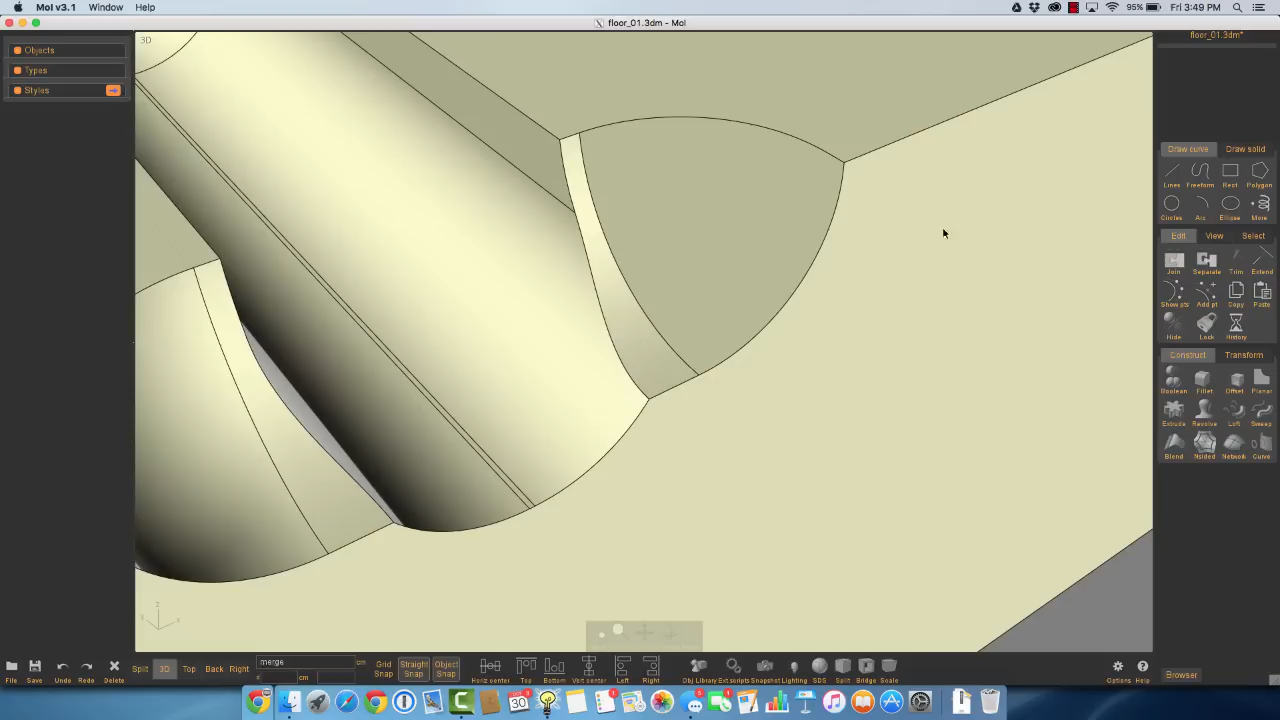 MoI v3.1 Window Help
95% Fri 3:49 PM
floor_01.3dm - MoI
floor_01.3dm*
Objects
Types
Styles
3D
Draw curve Draw solid
Lines Freeform Rect Polygon
Circles Arc Ellipse More
Edit View Select
Join Separate Trim Extend
Show pts Add pt Copy Paste
Hide Lock History
Construct Transform
Boolean Fillet Offset Planar
Extrude Revolve Loft Sweep
Blend Nsided Network Curve
z
x
File Save Undo Redo Delete
Split 3D Top Back Right
merge cm
× cm
Grid Snap Straight Snap Object Snap
Horiz center Top Bottom Vert center Left Right
Obj Library Ext scripts Snapshot Lighting SDS Split Bridge Scale
Options Help
Browser
30